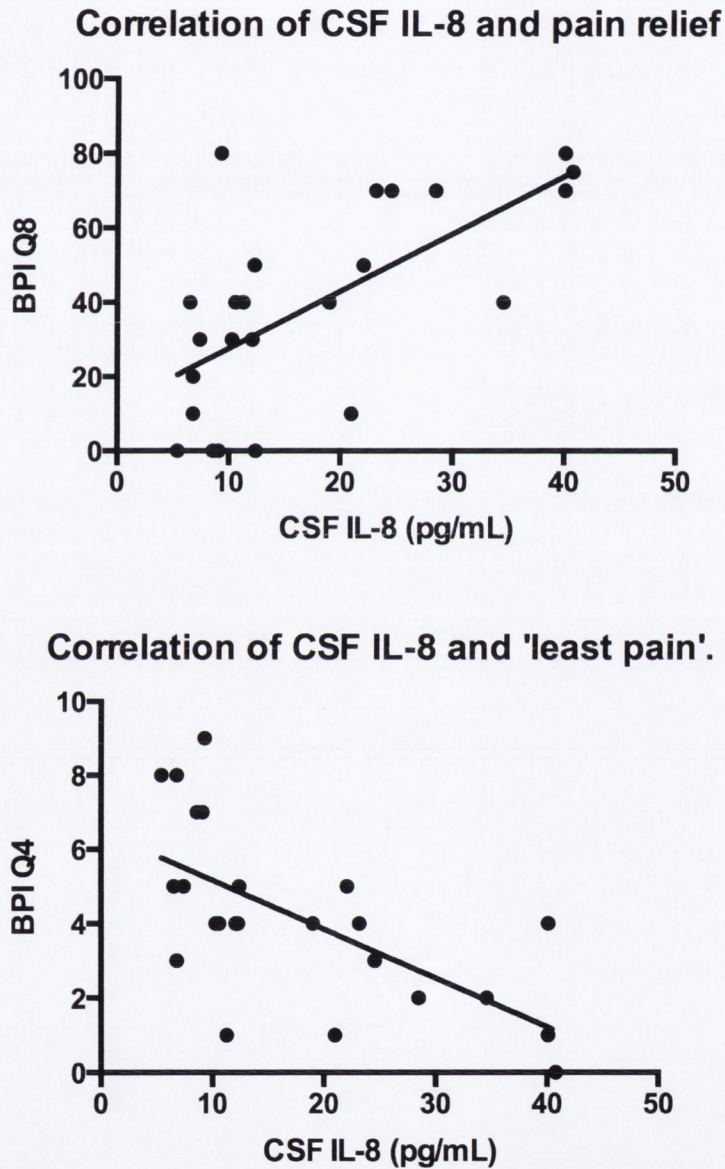 Correlation of CSF IL-8 and pain relief
100
80
60
40
20
0
BPI Q8
0 10 20 30 40 50
CSF IL-8 (pg/mL)
Correlation of CSF IL-8 and 'least pain'.
10
8
6
4
2
0
BPI Q4
0 10 20 30 40 50
CSF IL-8 (pg/mL)